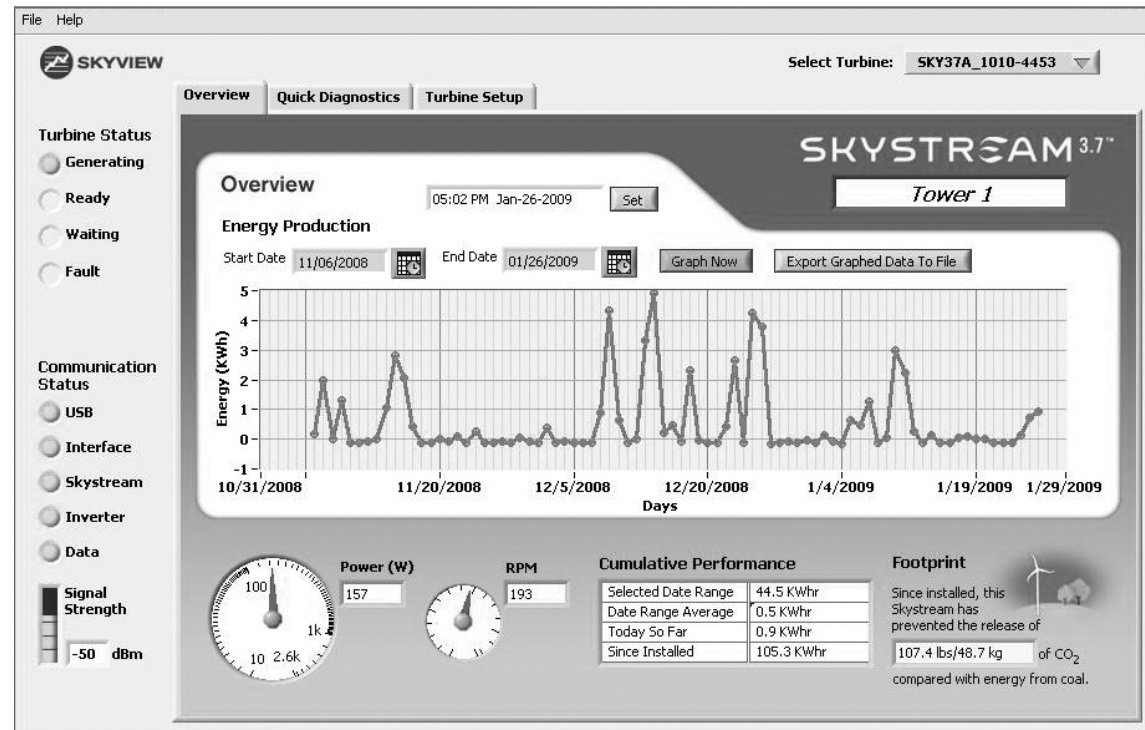 File Help
SKYVIEW
Select Turbine: SKY37A_1010-4453
Overview Quick Diagnostics Turbine Setup
Turbine Status
Generating
Ready
Waiting
Fault
Communication
Status
USB
Interface
Skystream
Inverter
Data
Signal
Strength
-50 dBm
SKYSTREAM 3.7™
Tower 1
Overview
05:02 PM Jan-26-2009 Set
Energy Production
Start Date 11/06/2008 End Date 01/26/2009 Graph Now Export Graphed Data To File
Energy (KWh)
5
4
3
2
1
0
-1
10/31/2008 11/20/2008 12/5/2008 12/20/2008 1/4/2009 1/19/2009 1/29/2009
Days
100
1k
10 2.6k
Power (W)
157
RPM
193
Cumulative Performance
Selected Date Range 44.5 KWhr
Date Range Average 0.5 KWhr
Today So Far 0.9 KWhr
Since Installed 105.3 KWhr
Footprint
Since installed, this
Skystream has
prevented the release of
107.4 lbs/48.7 kg of CO2
compared with energy from coal.